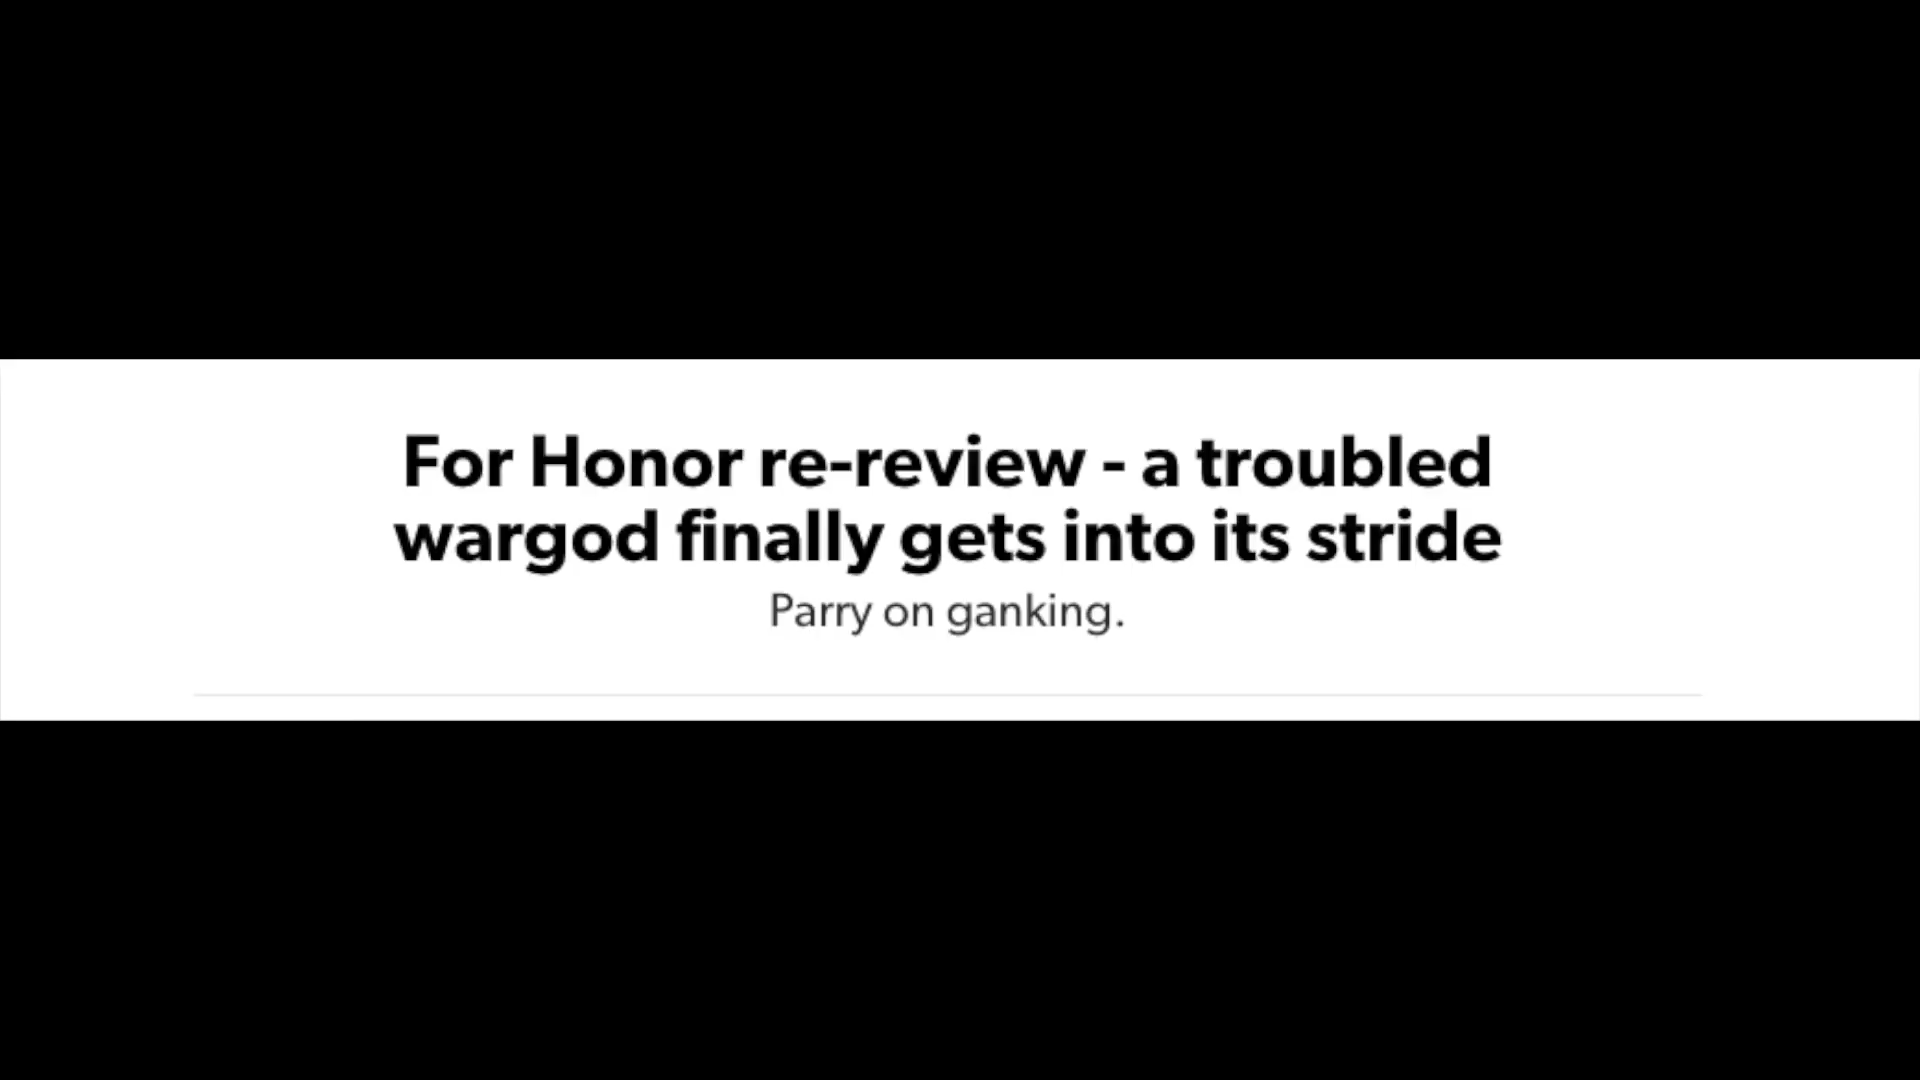 For Honor re-review - a troubled
wargod finally gets into its stride
Parry on ganking.